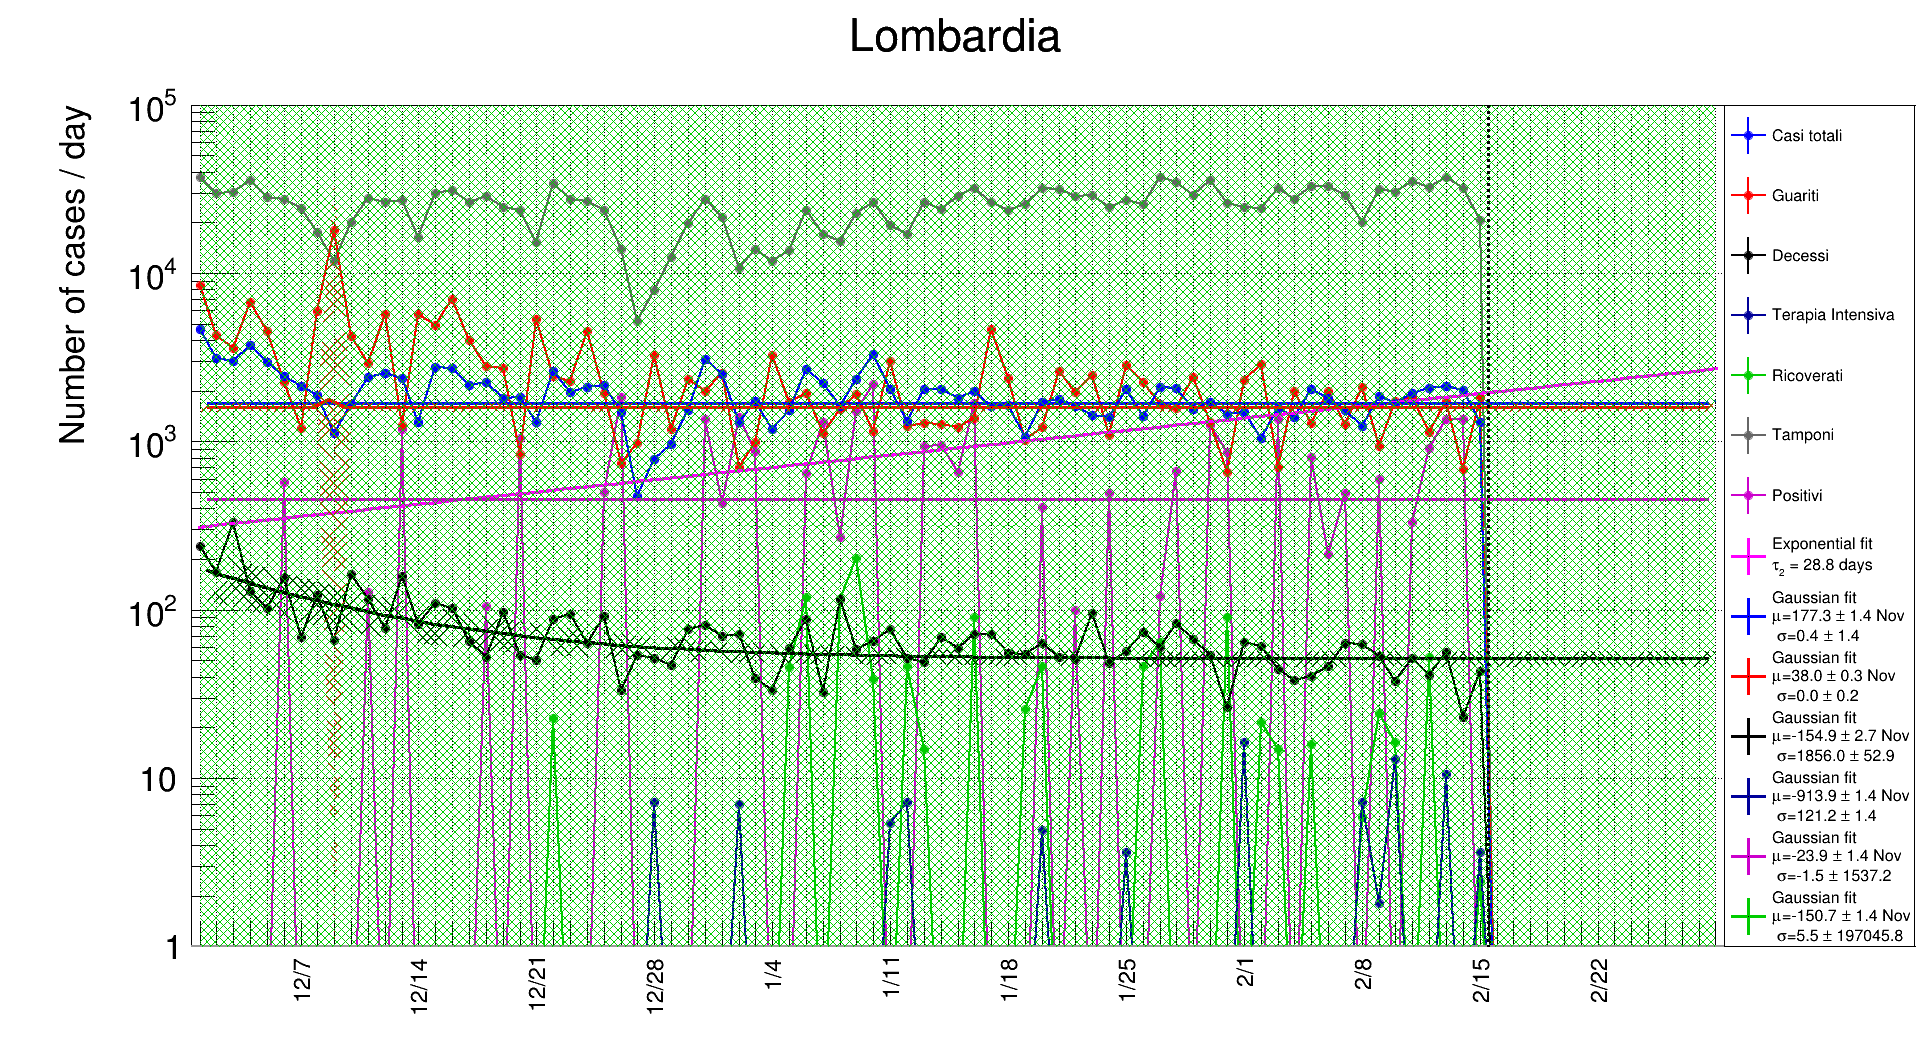 Lombardia
Number of cases / day
10^5
10^4
10^3
10^2
10
1
12/7
12/14
12/21
12/28
1/4
1/11
1/18
1/25
2/1
2/8
2/15
2/22
Casi totali
Guariti
Decessi
Terapia Intensiva
Ricoverati
Tamponi
Positivi
Exponential fit
τ₂ = 28.8 days
Gaussian fit
μ=177.3 ± 1.4 Nov
σ=0.4 ± 1.4
Gaussian fit
μ=38.0 ± 0.3 Nov
σ=0.0 ± 0.2
Gaussian fit
μ=-154.9 ± 2.7 Nov
σ=1856.0 ± 52.9
Gaussian fit
μ=-913.9 ± 1.4 Nov
σ=121.2 ± 1.4
Gaussian fit
μ=-23.9 ± 1.4 Nov
σ=-1.5 ± 1537.2
Gaussian fit
μ=-150.7 ± 1.4 Nov
σ=5.5 ± 197045.8